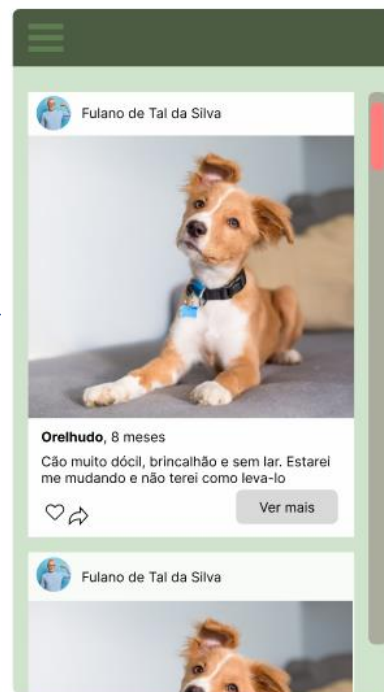 Fulano de Tal da Silva
Orelhudo, 8 meses
Cão muito dócil, brincalhão e sem lar. Estarei
me mudando e não terei como leva-lo
Ver mais
Fulano de Tal da Silva